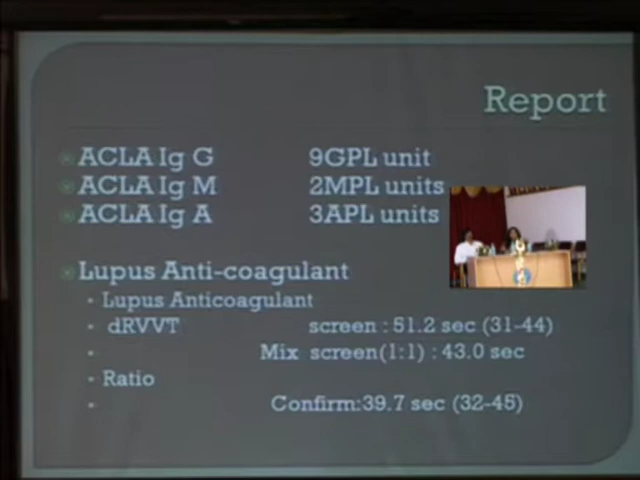 Report
ACLA Ig G 9GPL unit
ACLA Ig M 2MPL units
ACLA Ig A 3APL units
Lupus Anti-coagulant
Lupus Anticoagulant
dRVVT screen : 51.2 sec (31-44)
Mix screen(1:1) : 43.0 sec
Ratio
Confirm:39.7 sec (32-45)